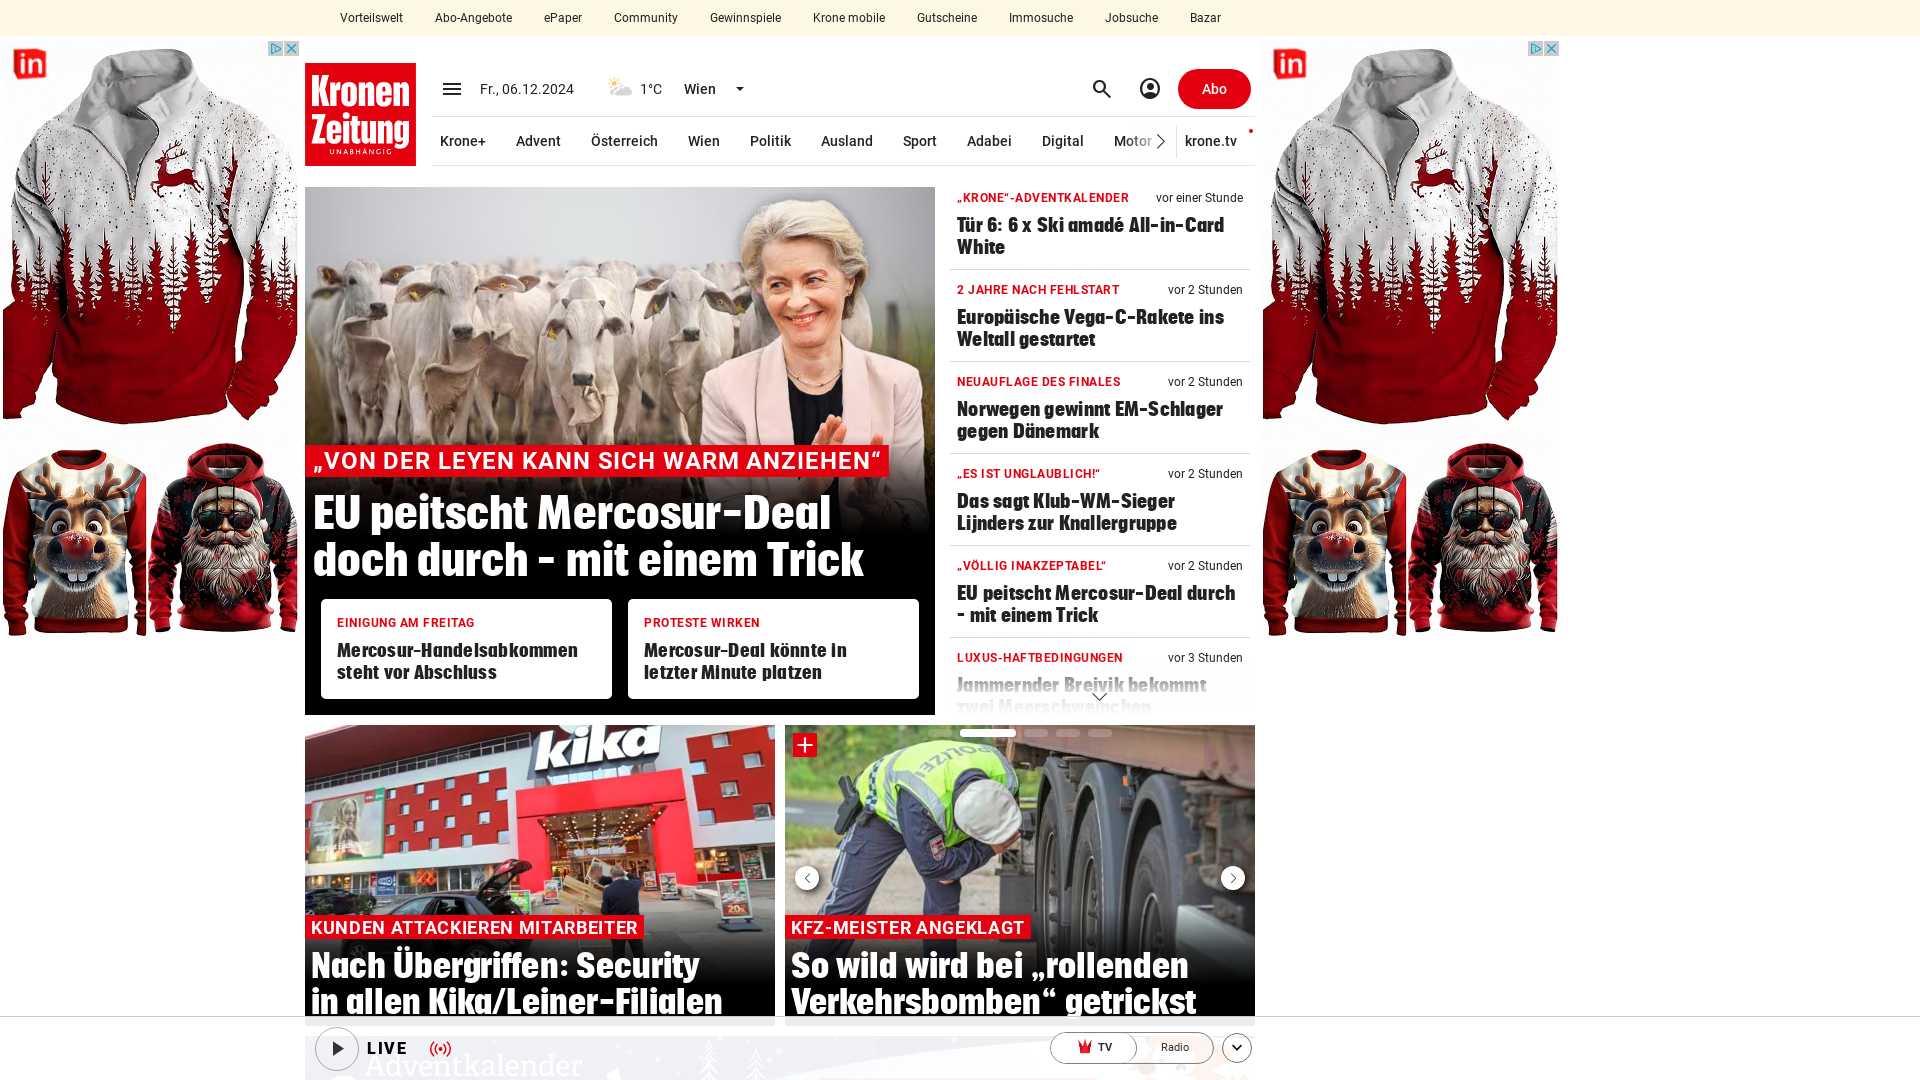 Vorteilswelt Abo-Angebote ePaper Community Gewinnspiele Krone mobile Gutscheine Immosuche Jobsuche Bazar
in
in
Kronen
Zeitung
UNABHÄNGIG
Fr., 06.12.2024 1°C Wien Abo
Krone+ Advent Österreich Wien Politik Ausland Sport Adabei Digital Motor krone.tv
„VON DER LEYEN KANN SICH WARM ANZIEHEN“
EU peitscht Mercosur-Deal
doch durch – mit einem Trick
EINIGUNG AM FREITAG
Mercosur-Handelsabkommen
steht vor Abschluss
PROTESTE WIRKEN
Mercosur-Deal könnte in
letzter Minute platzen
„KRONE“-ADVENTKALENDER vor einer Stunde
Tür 6: 6 x Ski amadé All-in-Card
White
2 JAHRE NACH FEHLSTART vor 2 Stunden
Europäische Vega-C-Rakete ins
Weltall gestartet
NEUAUFLAGE DES FINALES vor 2 Stunden
Norwegen gewinnt EM-Schlager
gegen Dänemark
„ES IST UNGLAUBLICH!“ vor 2 Stunden
Das sagt Klub-WM-Sieger
Lijnders zur Knallergruppe
„VÖLLIG INAKZEPTABEL“ vor 2 Stunden
EU peitscht Mercosur-Deal durch
– mit einem Trick
LUXUS-HAFTBEDINGUNGEN vor 3 Stunden
Jammernder Breivik bekommt
zwei Meerschweinchen
kika
KUNDEN ATTACKIEREN MITARBEITER
Nach Übergriffen: Security
in allen Kika/Leiner-Filialen
POLIZEI
KFZ-MEISTER ANGEKLAGT
So wild wird bei „rollenden
Verkehrsbomben“ getrickst
LIVE TV Radio
Adventkalender